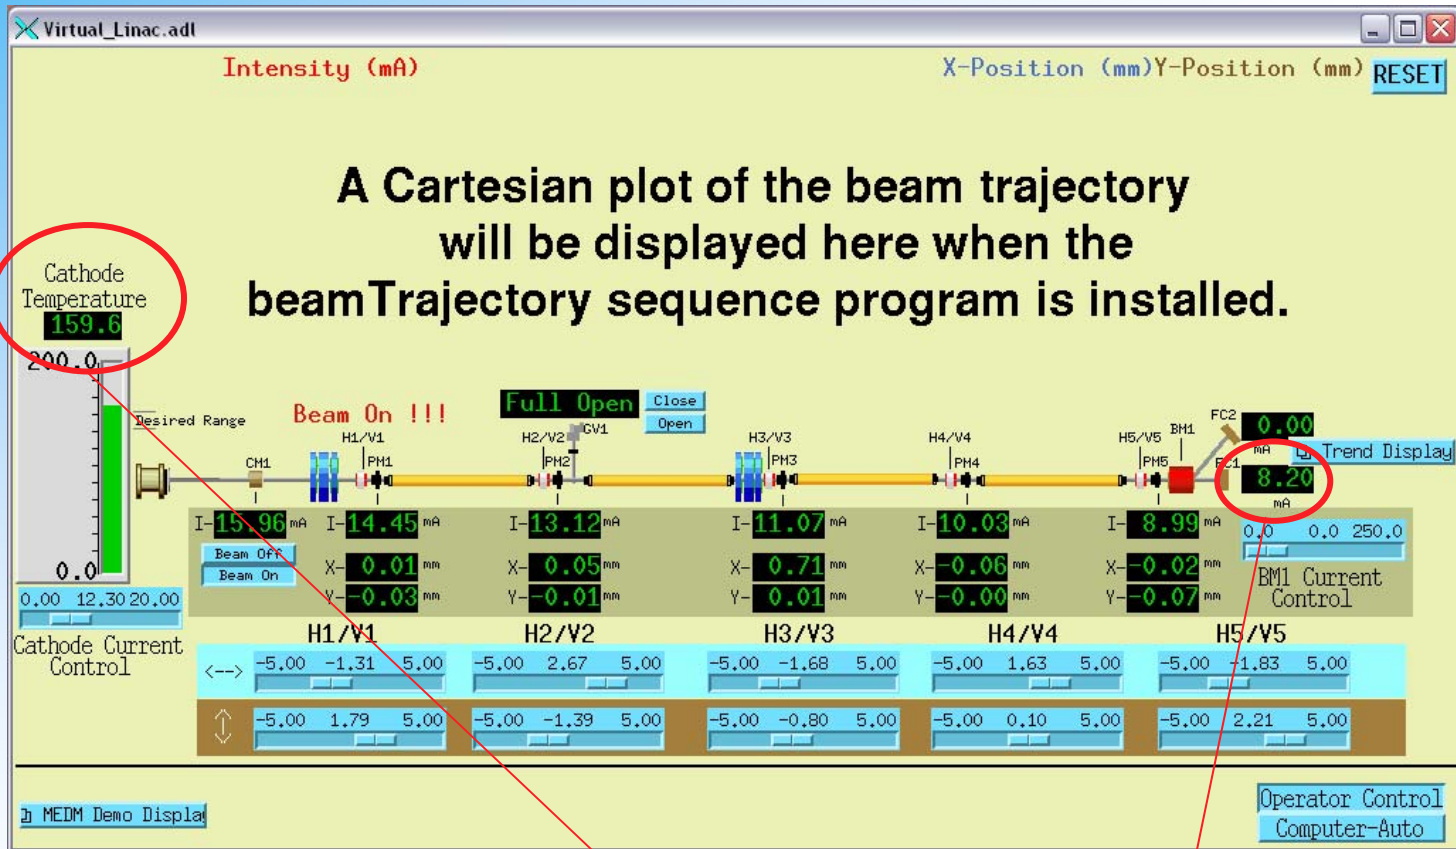 Virtual_Linac.adl
Intensity (mA)
X-Position (mm)Y-Position (mm)
RESET
A Cartesian plot of the beam trajectory
will be displayed here when the
beamTrajectory sequence program is installed.
Cathode
Temperature
159.6
200.0
0.0
Desired Range
Beam On !!!
Full Open
Close
Open
CM1
H1/V1
PM1
H2/V2
PM2
GV1
H3/V3
PM3
H4/V4
PM4
H5/V5
PM5
BM1
FC2
0.00
mA
Trend Display
FC1
8.20
mA
I-15.96 mA I-14.45 mA I-13.12 mA I-11.07 mA I-10.03 mA I- 8.99 mA
Beam Off
Beam On
X- 0.01 mm X- 0.05 mm X- 0.71 mm X--0.06 mm X--0.02 mm
Y--0.03 mm Y--0.01 mm Y- 0.01 mm Y--0.00 mm Y--0.07 mm
0.0 0.0 250.0
BM1 Current
Control
0.00 12.30 20.00
Cathode Current
Control
H1/V1 H2/V2 H3/V3 H4/V4 H5/V5
<--> -5.00 -1.31 5.00 -5.00 2.67 5.00 -5.00 -1.68 5.00 -5.00 1.63 5.00 -5.00 -1.83 5.00
-5.00 1.79 5.00 -5.00 -1.39 5.00 -5.00 -0.80 5.00 -5.00 0.10 5.00 -5.00 2.21 5.00
MEDM Demo Displa
Operator Control
Computer-Auto